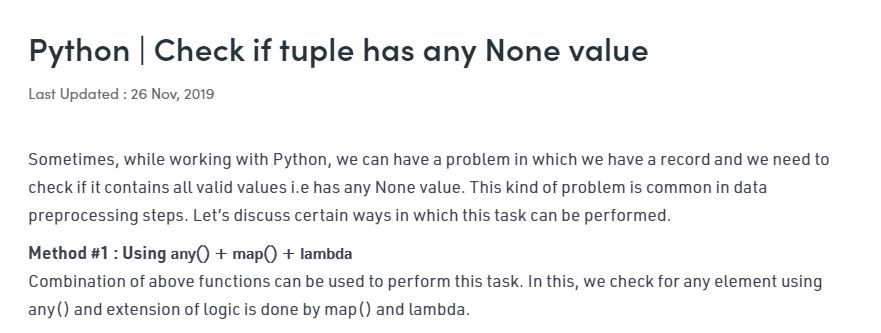 Python | Check if tuple has any None value
Last Updated : 26 Nov, 2019
Sometimes, while working with Python, we can have a problem in which we have a record and we need to
check if it contains all valid values i.e has any None value. This kind of problem is common in data
preprocessing steps. Let’s discuss certain ways in which this task can be performed.
Method #1 : Using any() + map() + lambda
Combination of above functions can be used to perform this task. In this, we check for any element using
any() and extension of logic is done by map() and lambda.